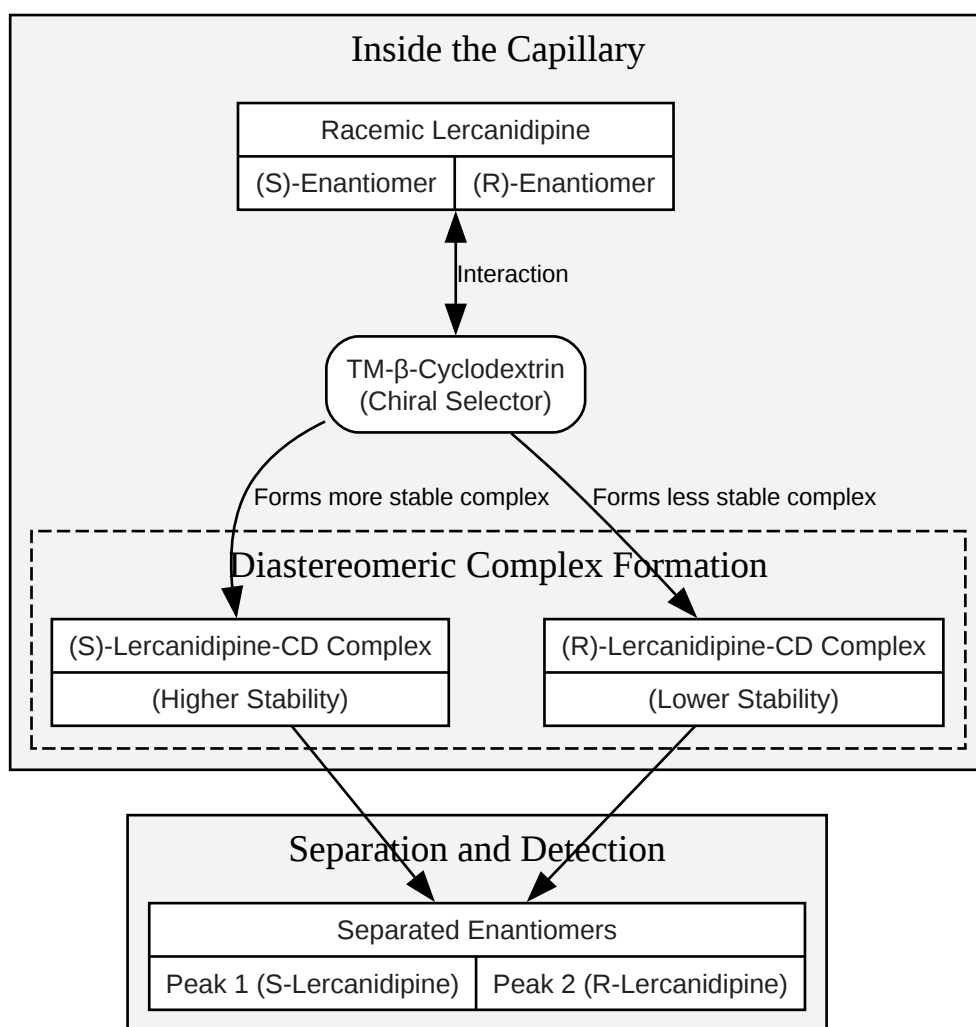 Inside the Capillary
Racemic Lercanidipine
(S)-Enantiomer
(R)-Enantiomer
Interaction
TM-β-Cyclodextrin
(Chiral Selector)
Forms more stable complex
Forms less stable complex
Diastereomeric Complex Formation
(S)-Lercanidipine-CD Complex
(Higher Stability)
(R)-Lercanidipine-CD Complex
(Lower Stability)
Separation and Detection
Separated Enantiomers
Peak 1 (S-Lercanidipine)
Peak 2 (R-Lercanidipine)